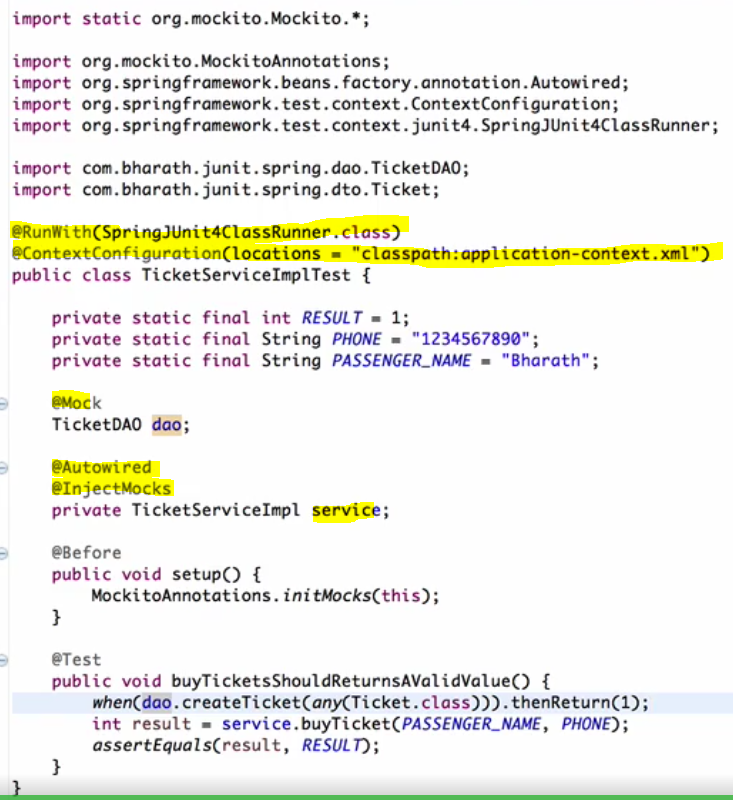 import static org.mockito.Mockito.*;
import org.mockito.MockitoAnnotations;
import org.springframework.beans.factory.annotation.Autowired;
import org.springframework.test.context.ContextConfiguration;
import org.springframework.test.context.junit4.SpringJUnit4ClassRunner;
import com.bharath.junit.spring.dao.TicketDAO;
import com.bharath.junit.spring.dto.Ticket;
@RunWith(SpringJUnit4ClassRunner.class)
@ContextConfiguration(locations = "classpath:application-context.xml")
public class TicketServiceImplTest {
private static final int RESULT = 1;
private static final String PHONE = "1234567890";
private static final String PASSENGER_NAME = "Bharath";
@Mock
TicketDAO dao;
@Autowired
@InjectMocks
private TicketServiceImpl service;
@Before
public void setup() {
MockitoAnnotations.initMocks(this);
}
@Test
public void buyTicketsShouldReturnsAValidValue() {
when(dao.createTicket(any(Ticket.class))).thenReturn(1);
int result = service.buyTicket(PASSENGER_NAME, PHONE);
assertEquals(result, RESULT);
}
}